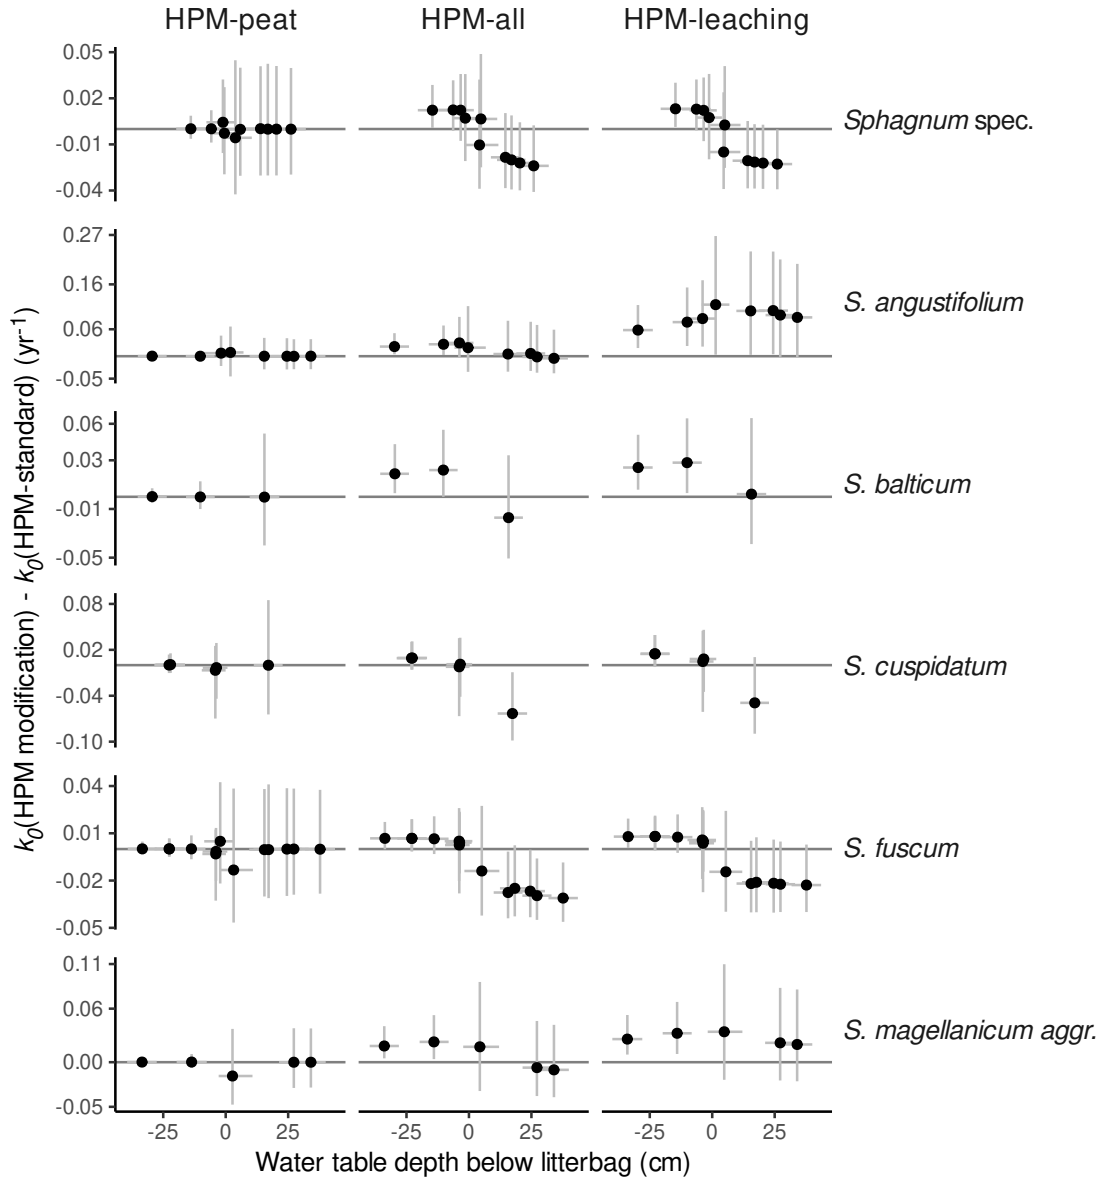 HPM-peat HPM-all HPM-leaching
k0(HPM modification) - k0(HPM-standard) (yr-1)
0.05
0.02
-0.01
-0.04
Sphagnum spec.
0.27
0.16
0.06
-0.05
S. angustifolium
0.06
0.03
-0.01
-0.05
S. balticum
0.08
0.02
-0.04
-0.10
S. cuspidatum
0.04
0.01
-0.02
-0.05
S. fuscum
0.11
0.06
0.00
-0.05
S. magellanicum aggr.
-25 0 25 -25 0 25 -25 0 25
Water table depth below litterbag (cm)